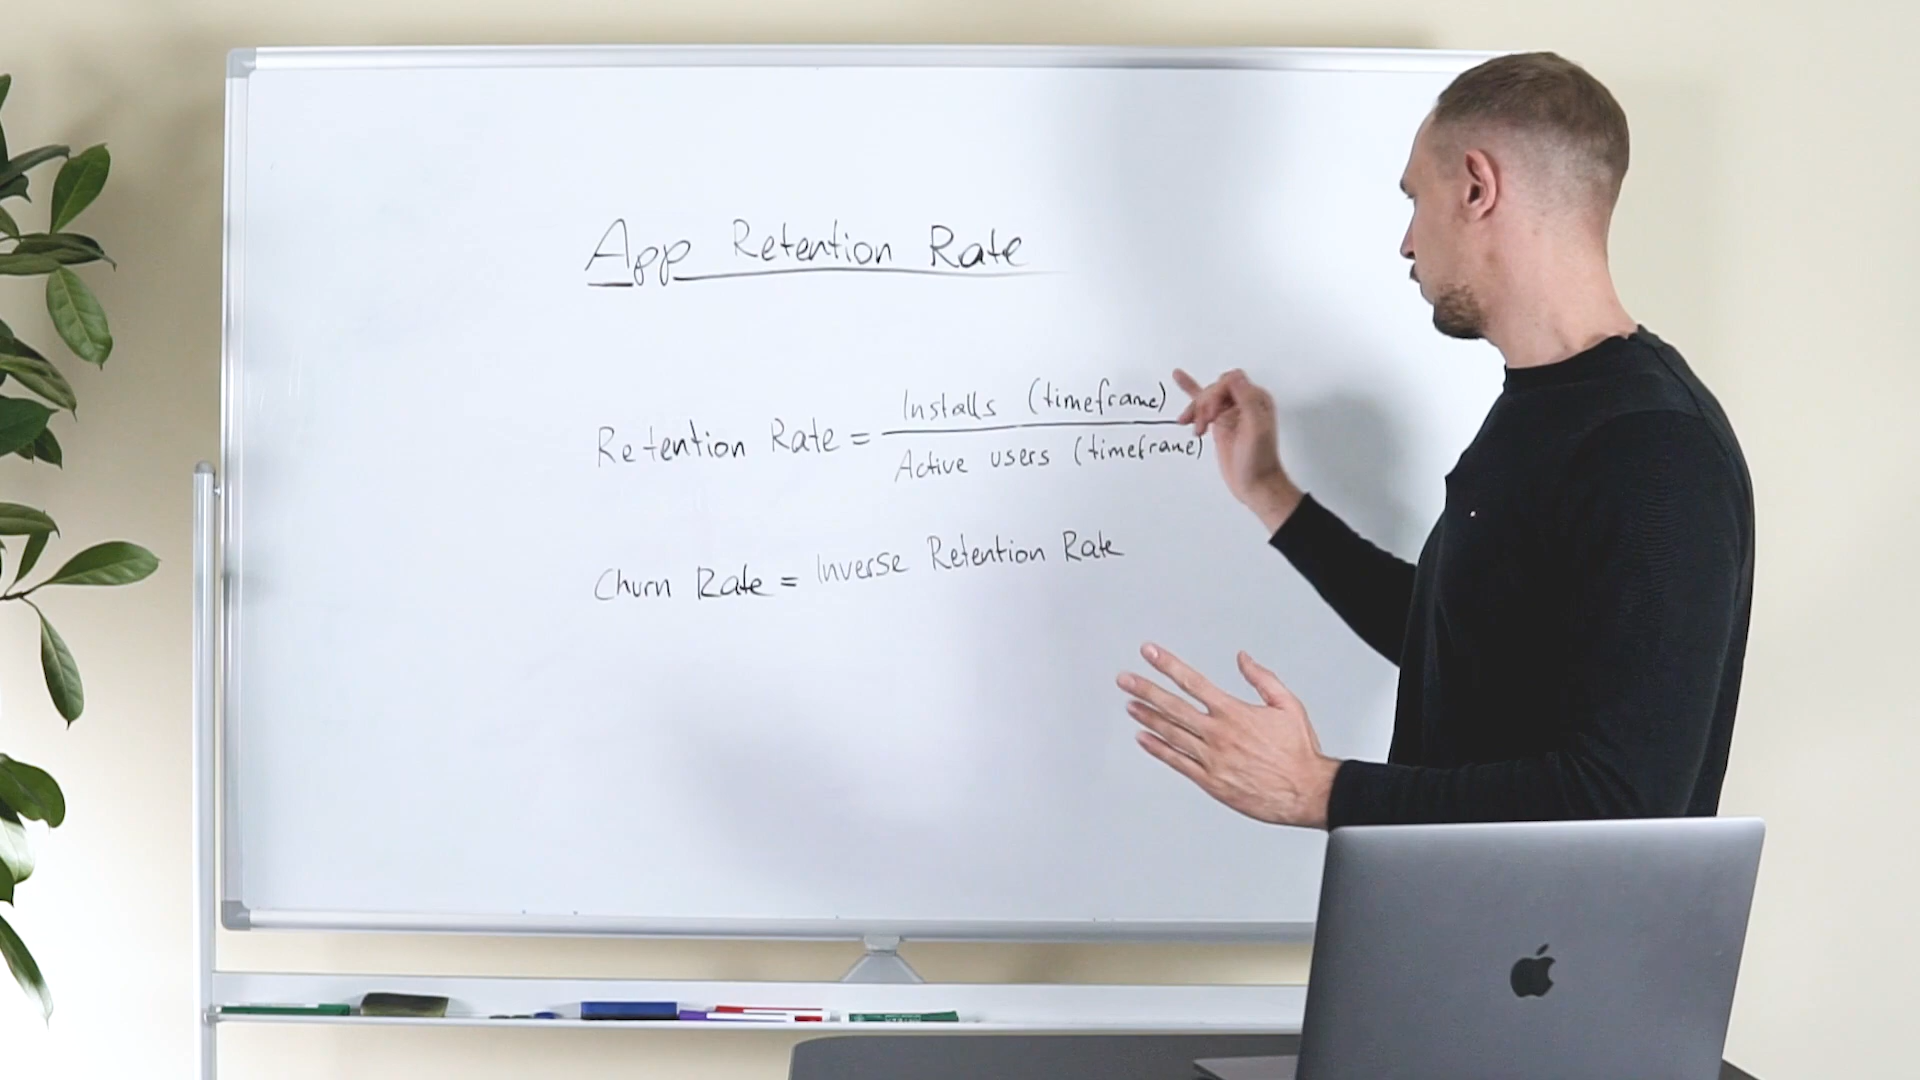 App Retention Rate
Retention Rate = Installs (timeframe)
Active users (timeframe)
Churn Rate = Inverse Retention Rate